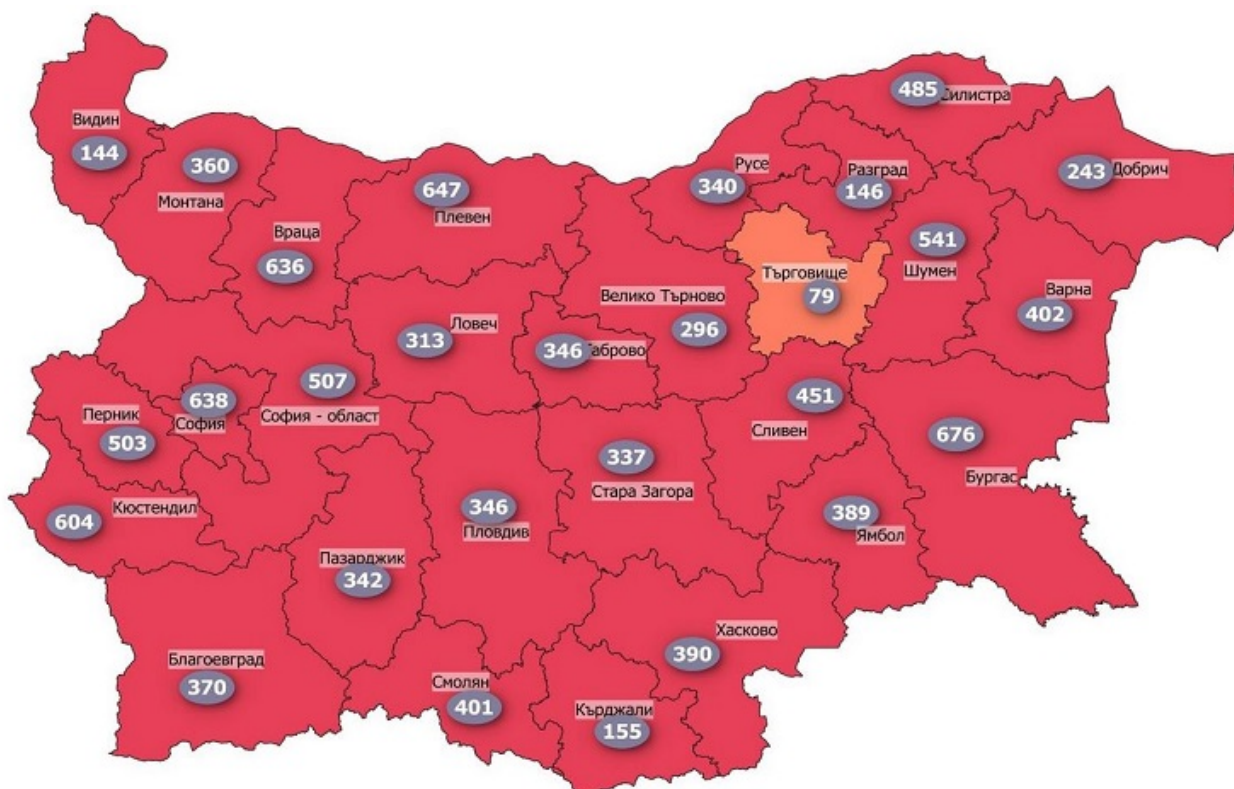 485
Силистра
Видин
144
360
Монтана
Русе
340
Разград
146
243
Добрич
647
Плевен
Враца
636
541
Шумен
Търговище
79
Велико Търново
296
Варна
402
Ловеч
313
346
Габрово
507
София - област
638
София
Перник
503
451
Сливен
676
Бургас
337
Стара Загора
604
Кюстендил
346
Пловдив
389
Ямбол
Пазарджик
342
Хасково
390
Благоевград
370
Смолян
401
Кърджали
155